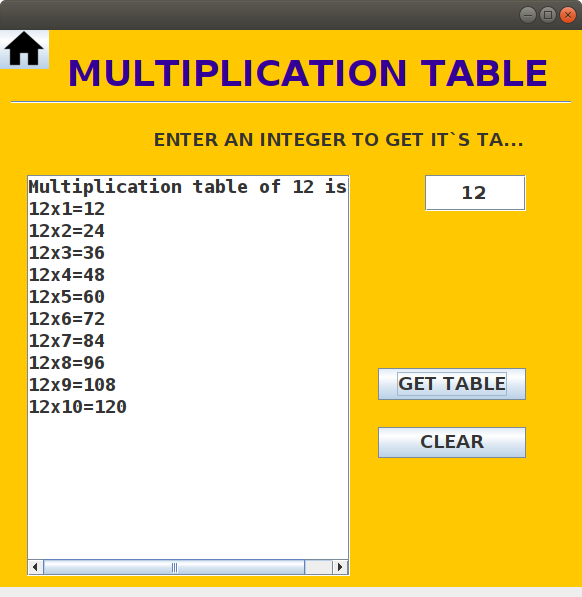 MULTIPLICATION TABLE
ENTER AN INTEGER TO GET IT`S TA...
Multiplication table of 12 is
12
12x1=12
12x2=24
12x3=36
12x4=48
12x5=60
12x6=72
12x7=84
12x8=96
12x9=108
12x10=120
GET TABLE
CLEAR